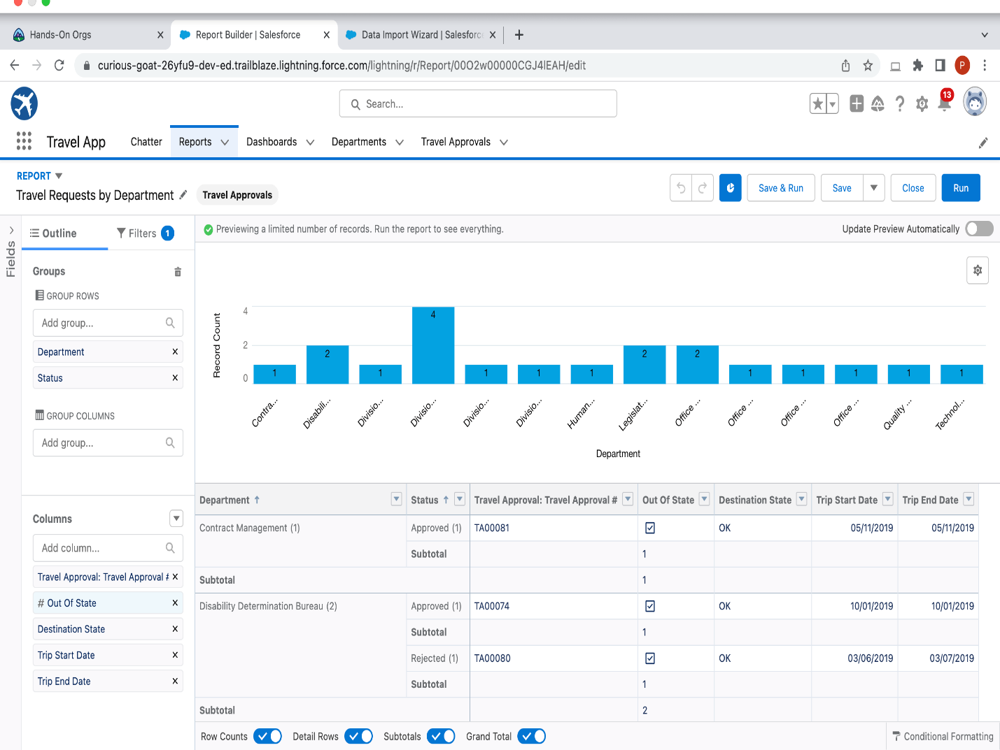 Hands-On Orgs
Report Builder | Salesforce
Data Import Wizard | Salesforc
curious-goat-26yfu9-dev-ed.trailblaze.lightning.force.com/lightning/r/Report/00O2w00000CGJ4IEAH/edit
P
Search...
13
Travel App
Chatter
Reports
Dashboards
Departments
Travel Approvals
REPORT
Travel Requests by Department
Travel Approvals
Save & Run
Save
Close
Run
Fields
Outline
Filters 1
Previewing a limited number of records. Run the report to see everything.
Update Preview Automatically
Groups
GROUP ROWS
Add group...
Department
Status
GROUP COLUMNS
Add group...
Columns
Add column...
Travel Approval: Travel Approval #
# Out Of State
Destination State
Trip Start Date
Trip End Date
Record Count
4
2
0
1 2 1 4 1 1 1 2 2 1 1 1 1 1
Contra... Disabili... Divisio... Divisio... Divisio... Divisio... Human... Legislat... Office ... Office ... Office ... Office ... Quality ... Technol...
Department
Department Status Travel Approval: Travel Approval # Out Of State Destination State Trip Start Date Trip End Date
Contract Management (1) Approved (1) TA00081 OK 05/11/2019 05/11/2019
Subtotal 1
Subtotal 1
Disability Determination Bureau (2) Approved (1) TA00074 OK 10/01/2019 10/01/2019
Subtotal 1
Rejected (1) TA00080 OK 03/06/2019 03/07/2019
Subtotal 1
Subtotal 2
Row Counts Detail Rows Subtotals Grand Total Conditional Formatting